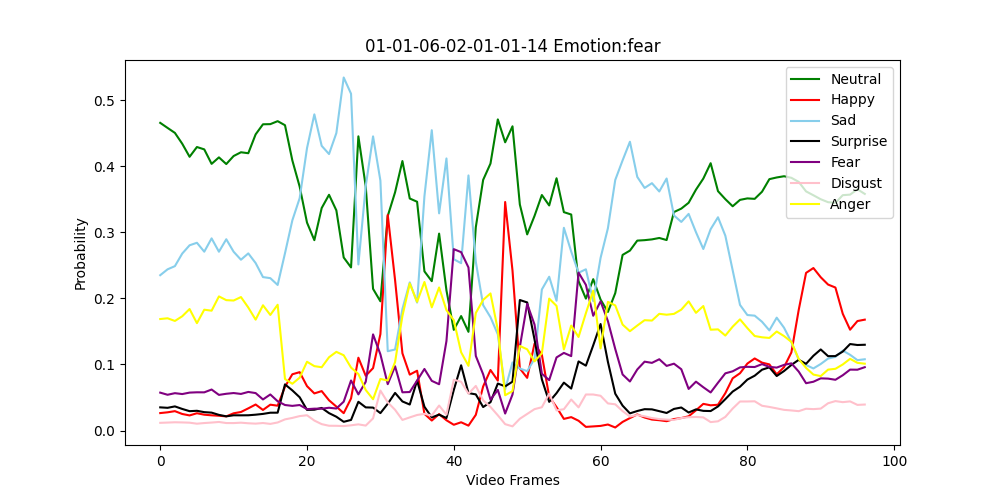 01-01-06-02-01-01-14 Emotion:fear
Probability
0.5
0.4
0.3
0.2
0.1
0.0
0
20
40
60
80
100
Video Frames
Neutral
Happy
Sad
Surprise
Fear
Disgust
Anger